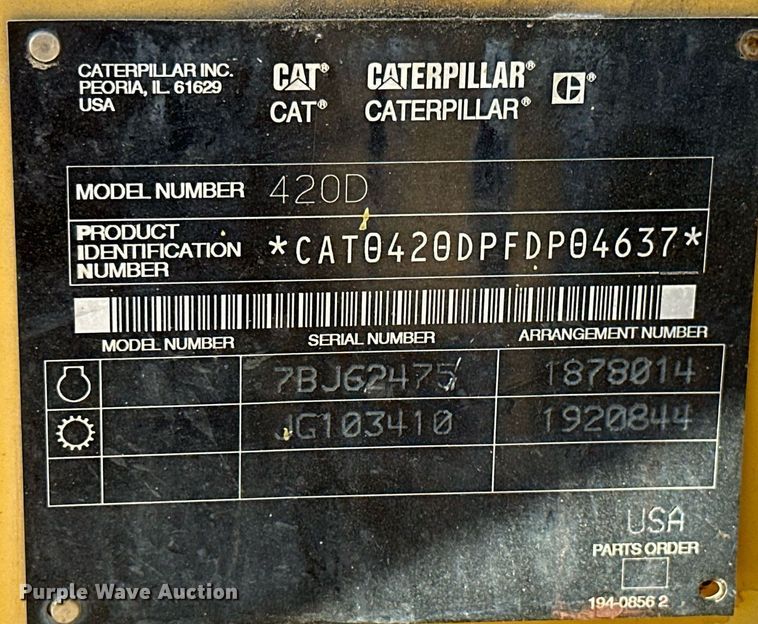 CATERPILLAR INC.
PEORIA, IL 61629
USA
CAT® CATERPILLAR® C®
CAT® CATERPILLAR®
MODEL NUMBER 420D
PRODUCT
IDENTIFICATION
NUMBER
*CAT0420DPFDP04637*
MODEL NUMBER SERIAL NUMBER ARRANGEMENT NUMBER
7BJ62475 1878014
JG103410 1920844
USA
PARTS ORDER
194-0856 2
Purple Wave Auction